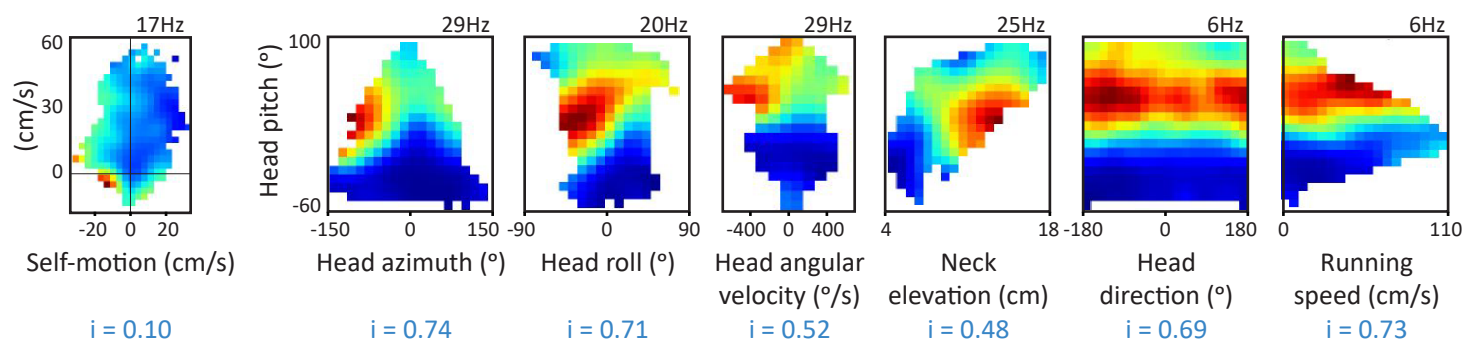 17Hz 29Hz 20Hz 29Hz 25Hz 6Hz 6Hz
(cm/s)
60
30
0
Head pitch (°)
100
-60
-20 0 20
-150 0 150
-90 0 90
-400 0 400
4 18
-180 0 180
0 110
Self-motion (cm/s)
Head azimuth (°)
Head roll (°)
Head angular
velocity (°/s)
Neck
elevation (cm)
Head
direction (°)
Running
speed (cm/s)
i = 0.10 i = 0.74 i = 0.71 i = 0.52 i = 0.48 i = 0.69 i = 0.73